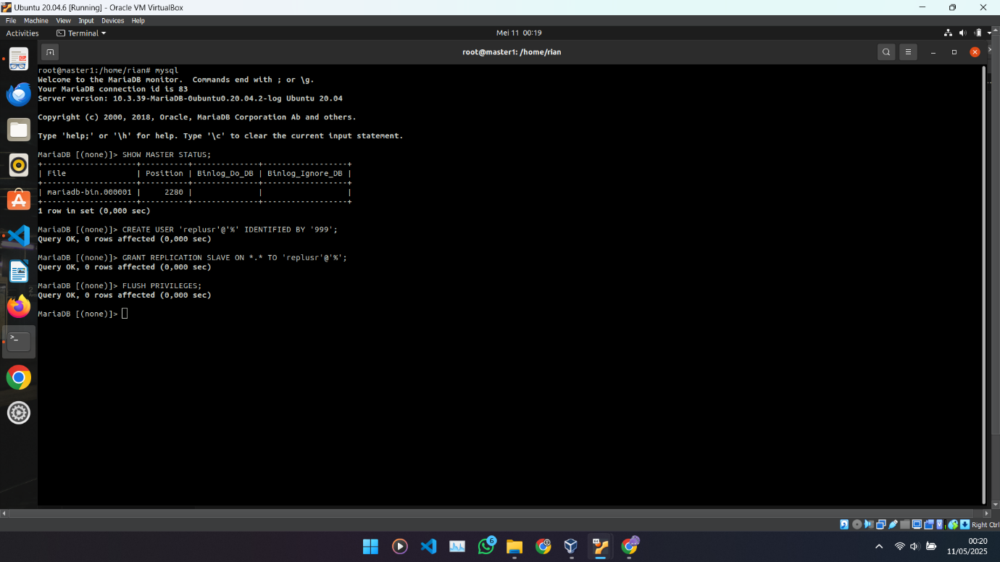 Ubuntu 20.04.6 [Running] - Oracle VM VirtualBox
File Machine View Input Devices Help
Activities Terminal Mei 11 00:19
root@master1: /home/rian
root@master1:/home/rian# mysql
Welcome to the MariaDB monitor.  Commands end with ; or \g.
Your MariaDB connection id is 83
Server version: 10.3.39-MariaDB-0ubuntu0.20.04.2-log Ubuntu 20.04
Copyright (c) 2000, 2018, Oracle, MariaDB Corporation Ab and others.
Type 'help;' or '\h' for help. Type '\c' to clear the current input statement.
MariaDB [(none)]> SHOW MASTER STATUS;
+--------------------+----------+--------------+------------------+
| File               | Position | Binlog_Do_DB | Binlog_Ignore_DB |
+--------------------+----------+--------------+------------------+
| mariadb-bin.000001 |     2280 |              |                  |
+--------------------+----------+--------------+------------------+
1 row in set (0,000 sec)
MariaDB [(none)]> CREATE USER 'replusr'@'%' IDENTIFIED BY '999';
Query OK, 0 rows affected (0,000 sec)
MariaDB [(none)]> GRANT REPLICATION SLAVE ON *.* TO 'replusr'@'%';
Query OK, 0 rows affected (0,000 sec)
MariaDB [(none)]> FLUSH PRIVILEGES;
Query OK, 0 rows affected (0,000 sec)
MariaDB [(none)]>
Right Ctrl
6
00:20
11/05/2025